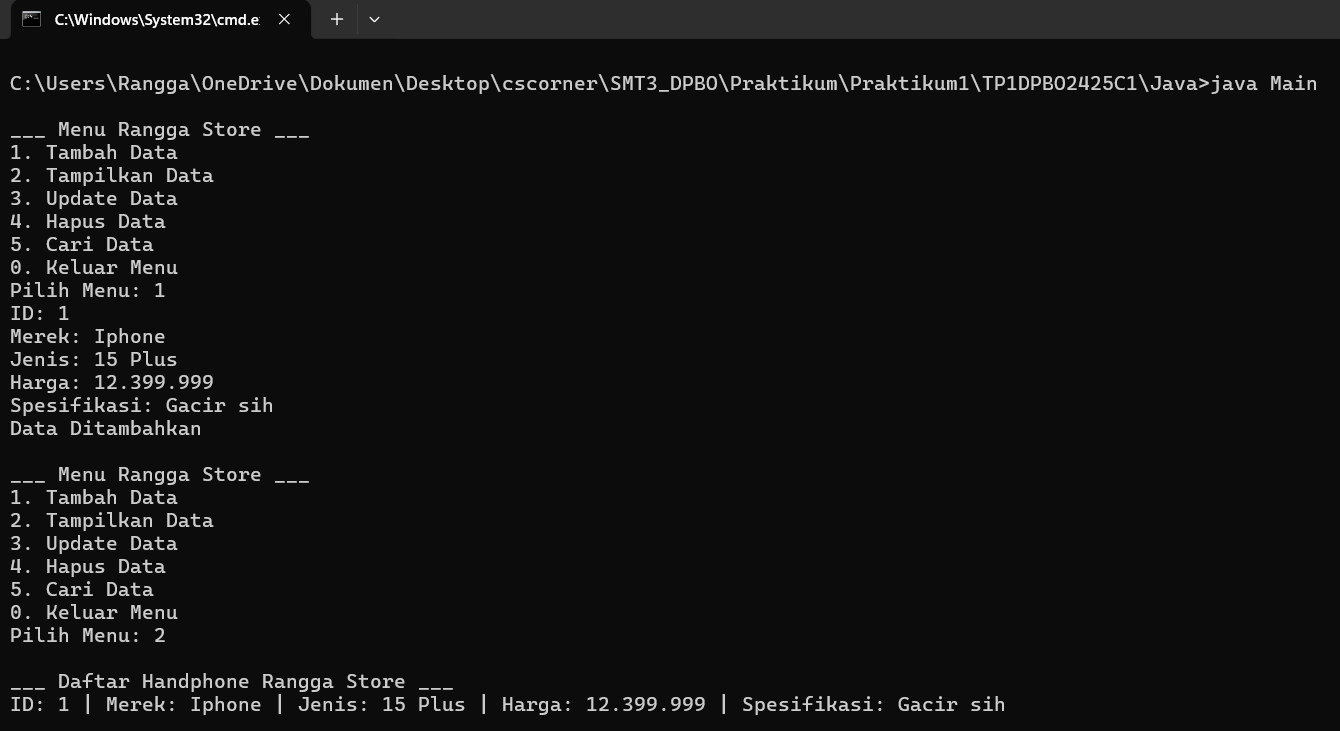 C:\Windows\System32\cmd.e
C:\Users\Rangga\OneDrive\Dokumen\Desktop\cscorner\SMT3_DPBO\Praktikum\Praktikum1\TP1DPBO2425C1\Java>java Main
___ Menu Rangga Store ___
1. Tambah Data
2. Tampilkan Data
3. Update Data
4. Hapus Data
5. Cari Data
0. Keluar Menu
Pilih Menu: 1
ID: 1
Merek: Iphone
Jenis: 15 Plus
Harga: 12.399.999
Spesifikasi: Gacir sih
Data Ditambahkan
___ Menu Rangga Store ___
1. Tambah Data
2. Tampilkan Data
3. Update Data
4. Hapus Data
5. Cari Data
0. Keluar Menu
Pilih Menu: 2
___ Daftar Handphone Rangga Store ___
ID: 1 | Merek: Iphone | Jenis: 15 Plus | Harga: 12.399.999 | Spesifikasi: Gacir sih